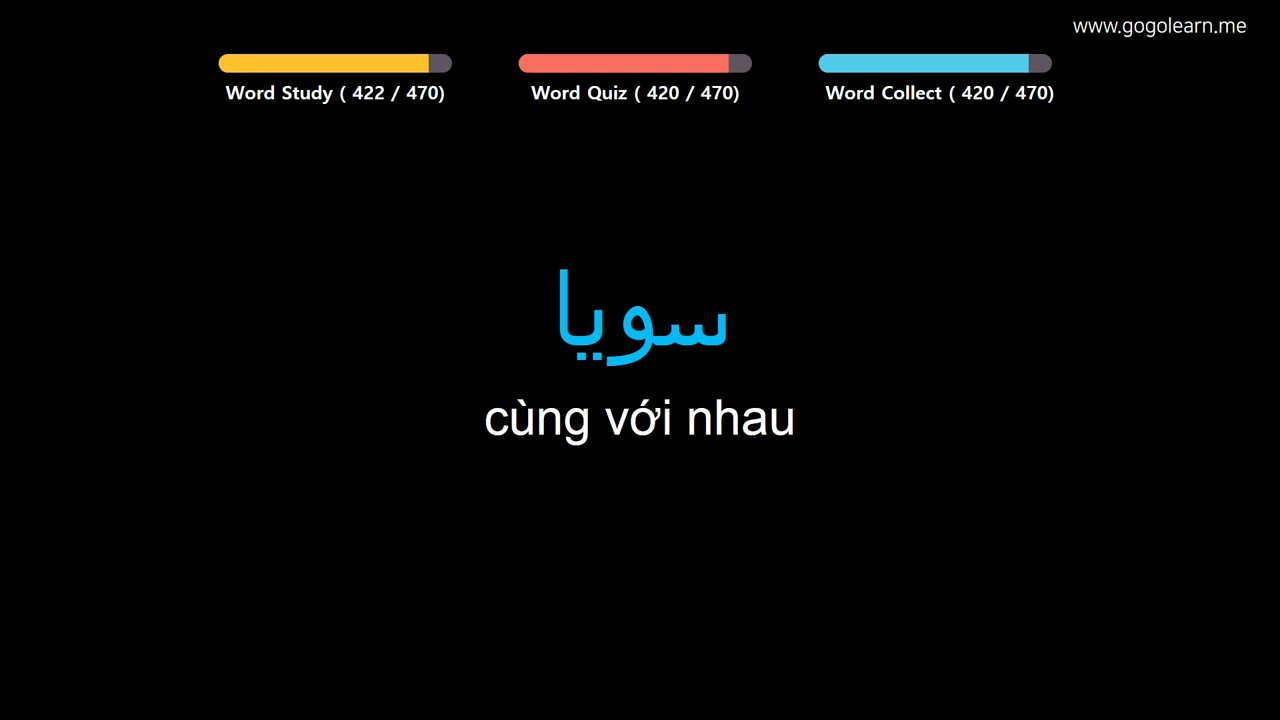 www.gogolearn.me
Word Study ( 422 / 470)
Word Quiz ( 420 / 470)
Word Collect ( 420 / 470)
سويا
cùng với nhau